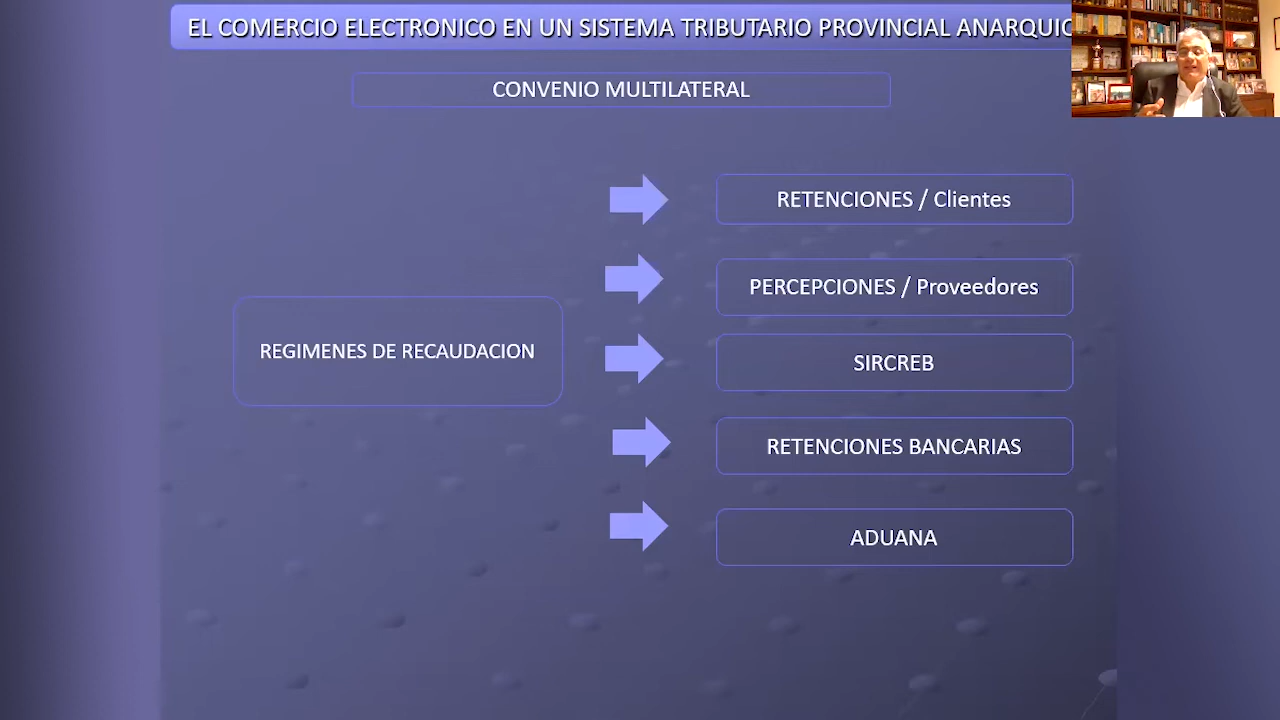 EL COMERCIO ELECTRONICO EN UN SISTEMA TRIBUTARIO PROVINCIAL
CONVENIO MULTILATERAL
RETENCIONES / Clientes
PERCEPCIONES / Proveedores
REGIMENES DE RECAUDACION
SIRCREB
RETENCIONES BANCARIAS
ADUANA